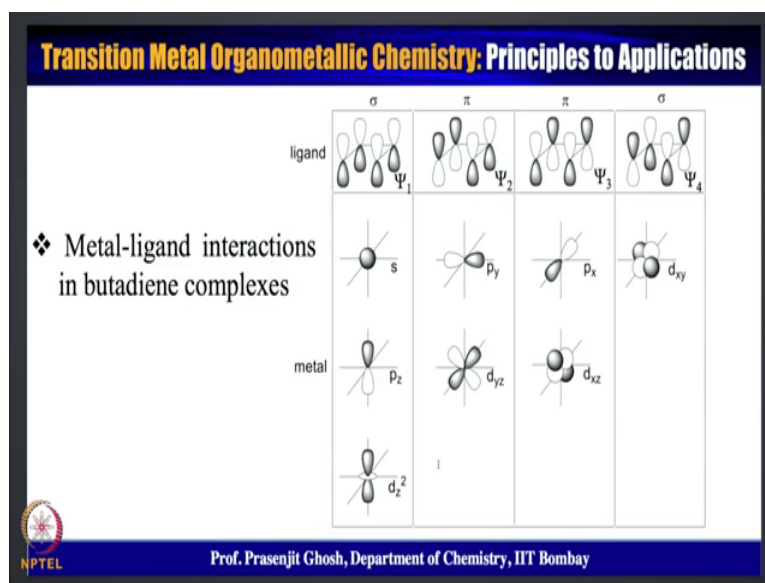 Transition Metal Organometallic Chemistry: Principles to Applications
σ π π σ
ligand
Ψ1 Ψ2 Ψ3 Ψ4
❖ Metal-ligand interactions
in butadiene complexes
s py px dxy
metal
pz dyz dxz
dz2
NPTEL
Prof. Prasenjit Ghosh, Department of Chemistry, IIT Bombay